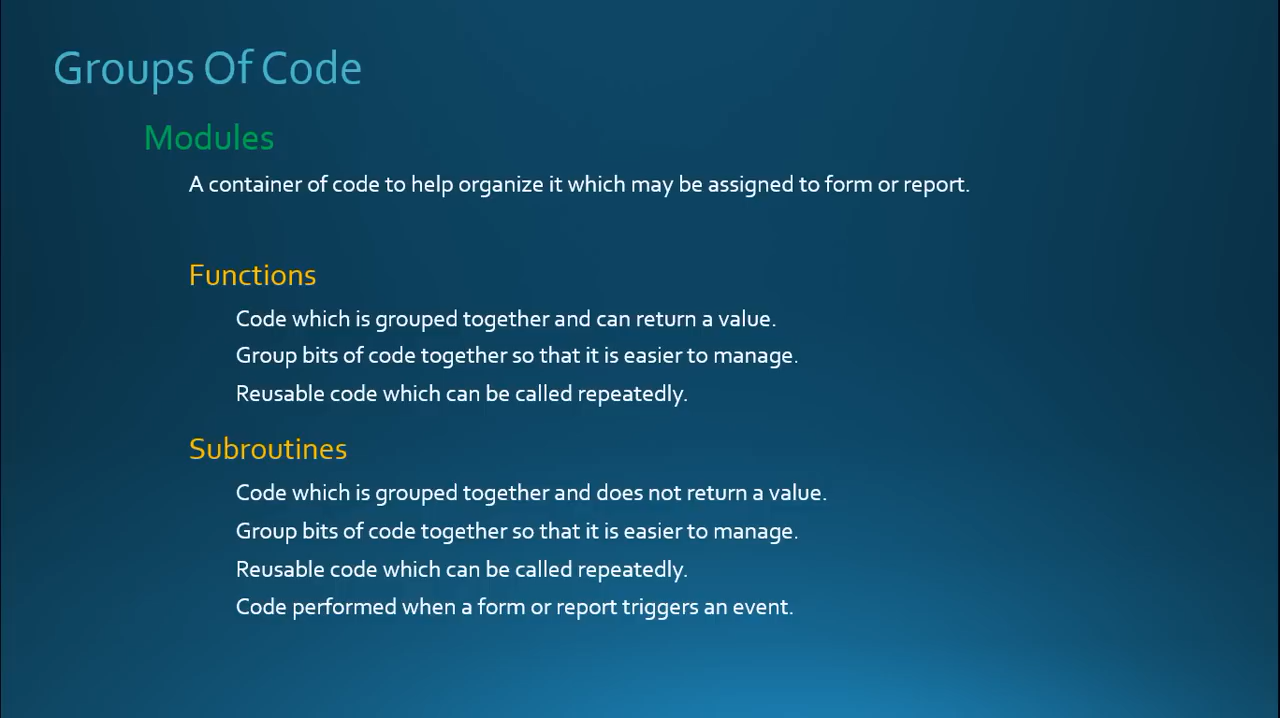 Groups Of Code
Modules
A container of code to help organize it which may be assigned to form or report.
Functions
Code which is grouped together and can return a value.
Group bits of code together so that it is easier to manage.
Reusable code which can be called repeatedly.
Subroutines
Code which is grouped together and does not return a value.
Group bits of code together so that it is easier to manage.
Reusable code which can be called repeatedly.
Code performed when a form or report triggers an event.